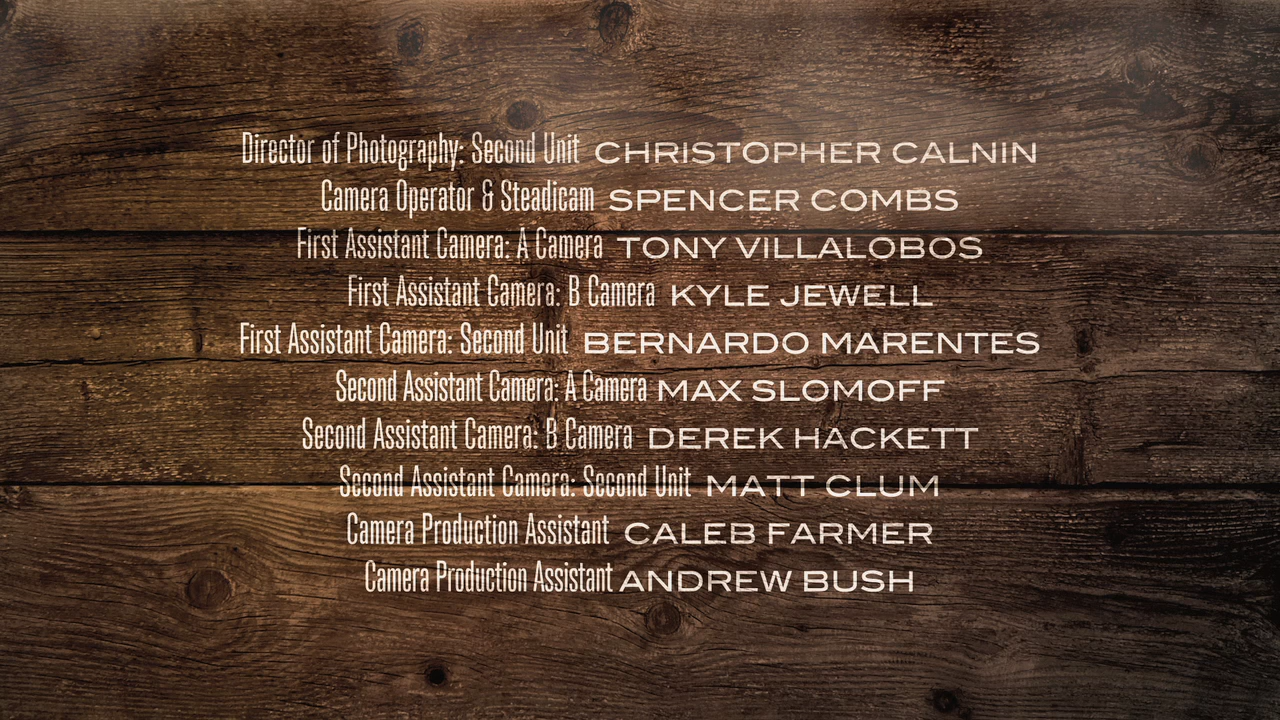 Director of Photography: Second Unit CHRISTOPHER CALNIN
Camera Operator & Steadicam SPENCER COMBS
First Assistant Camera: A Camera TONY VILLALOBOS
First Assistant Camera: B Camera KYLE JEWELL
First Assistant Camera: Second Unit BERNARDO MARENTES
Second Assistant Camera: A Camera MAX SLOMOFF
Second Assistant Camera: B Camera DEREK HACKETT
Second Assistant Camera: Second Unit MATT CLUM
Camera Production Assistant CALEB FARMER
Camera Production Assistant ANDREW BUSH